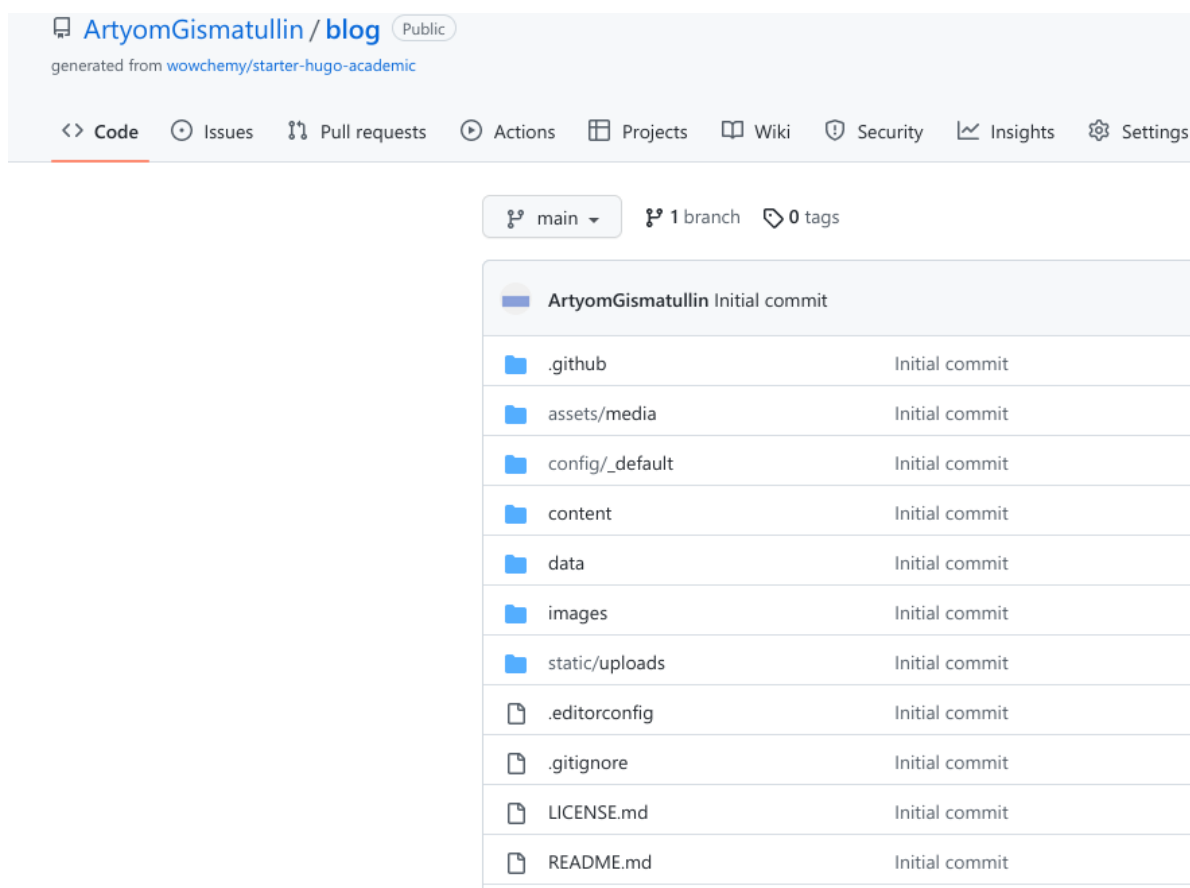 ArtyomGismatullin / blog Public
generated from wowchemy/starter-hugo-academic
Code Issues Pull requests Actions Projects Wiki Security Insights Settings
main 1 branch 0 tags
ArtyomGismatullin Initial commit
.github Initial commit
assets/media Initial commit
config/_default Initial commit
content Initial commit
data Initial commit
images Initial commit
static/uploads Initial commit
.editorconfig Initial commit
.gitignore Initial commit
LICENSE.md Initial commit
README.md Initial commit